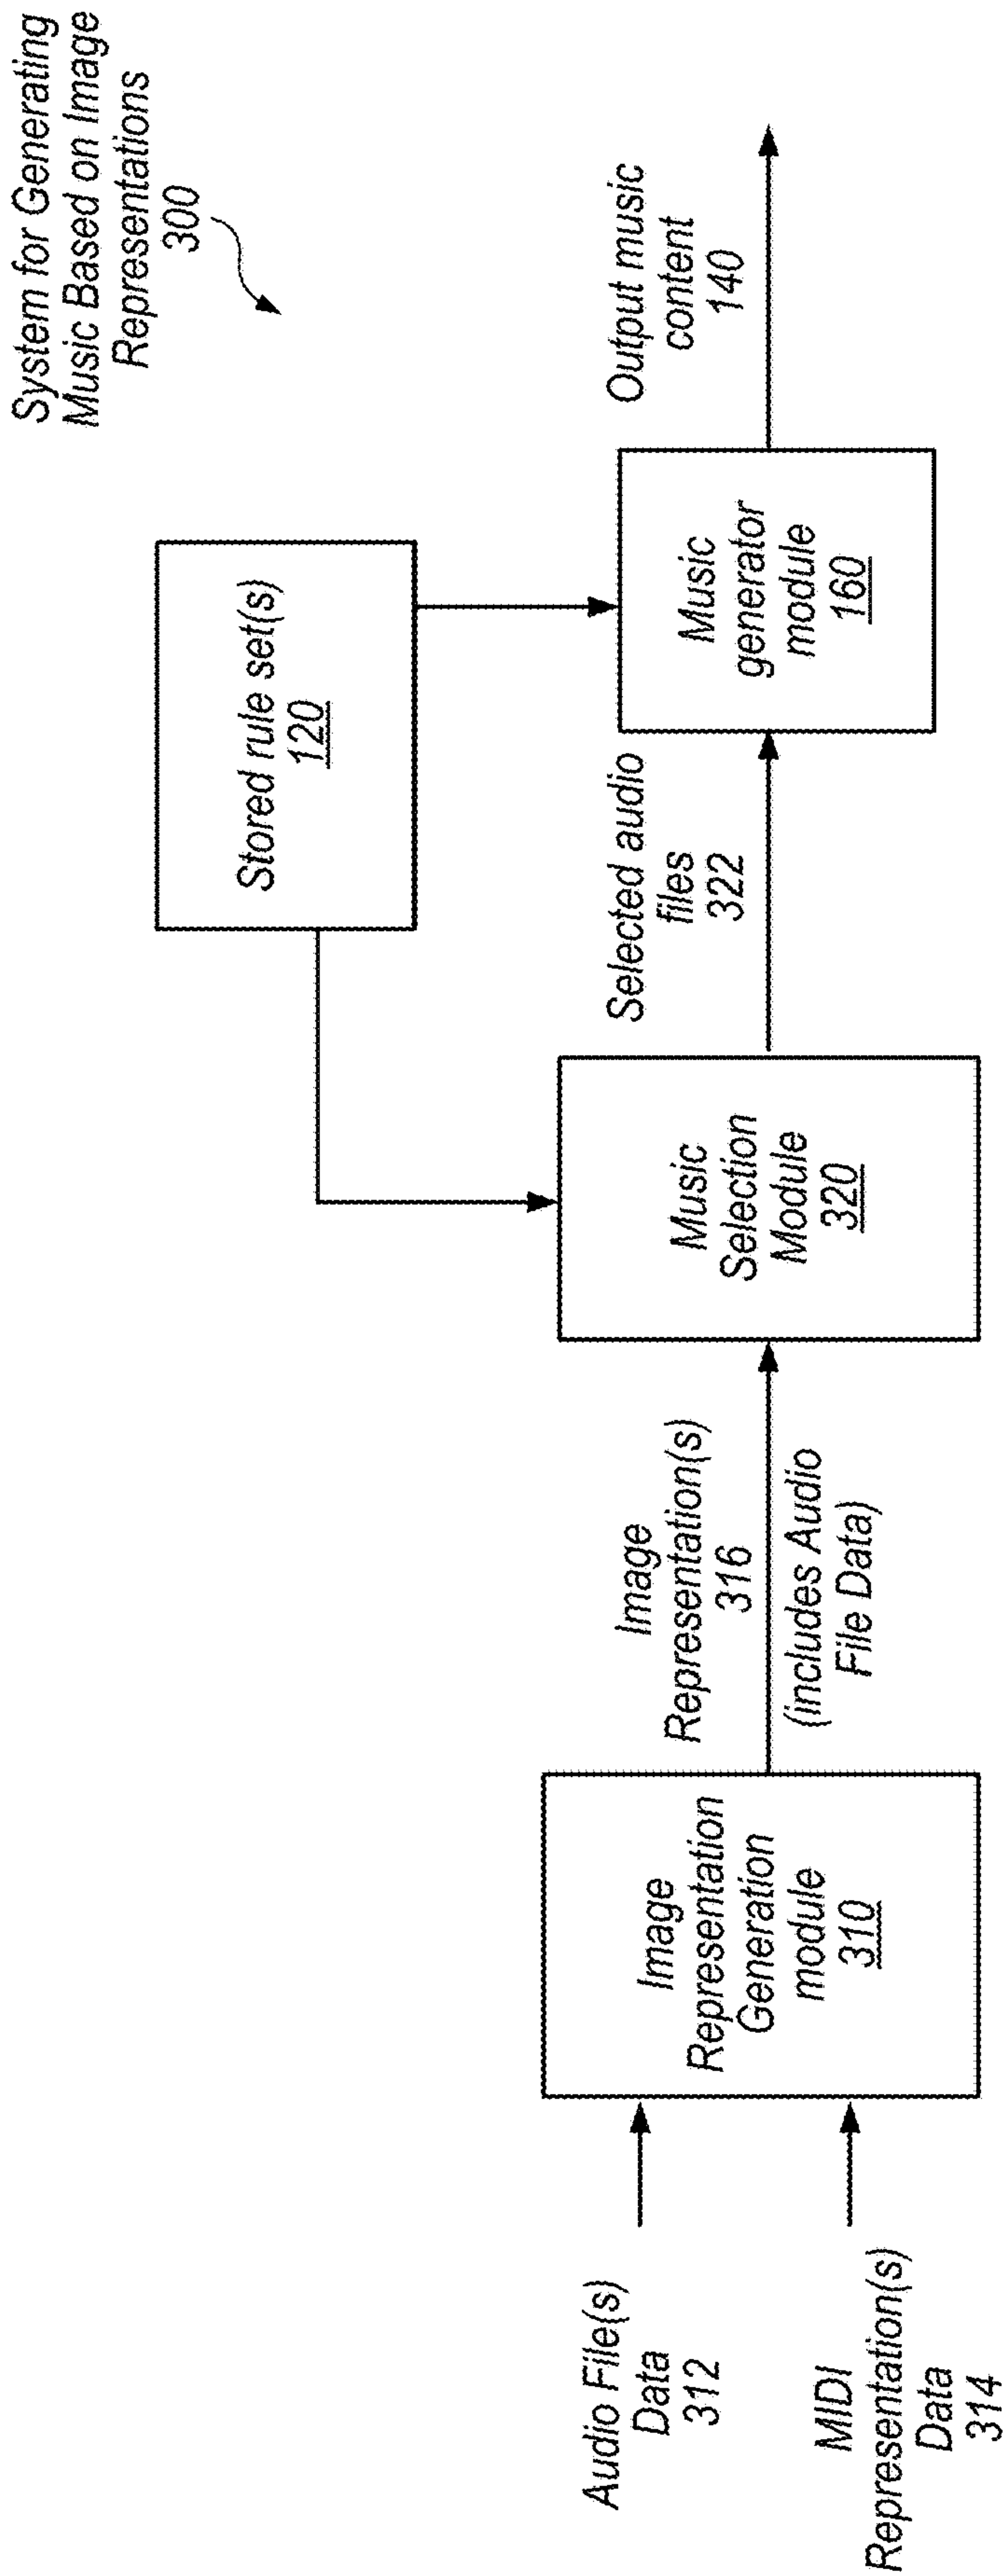 System for Generating
Music Based on Image
Representations
300
Stored rule set(s)
120
Audio File(s)
Data
312
MIDI
Representation(s)
Data
314
Image
Representation
Generation
module
310
Image
Representation(s)
316
(includes Audio
File Data)
Music
Selection
Module
320
Selected audio
files
322
Music
generator
module
160
Output music
content
140